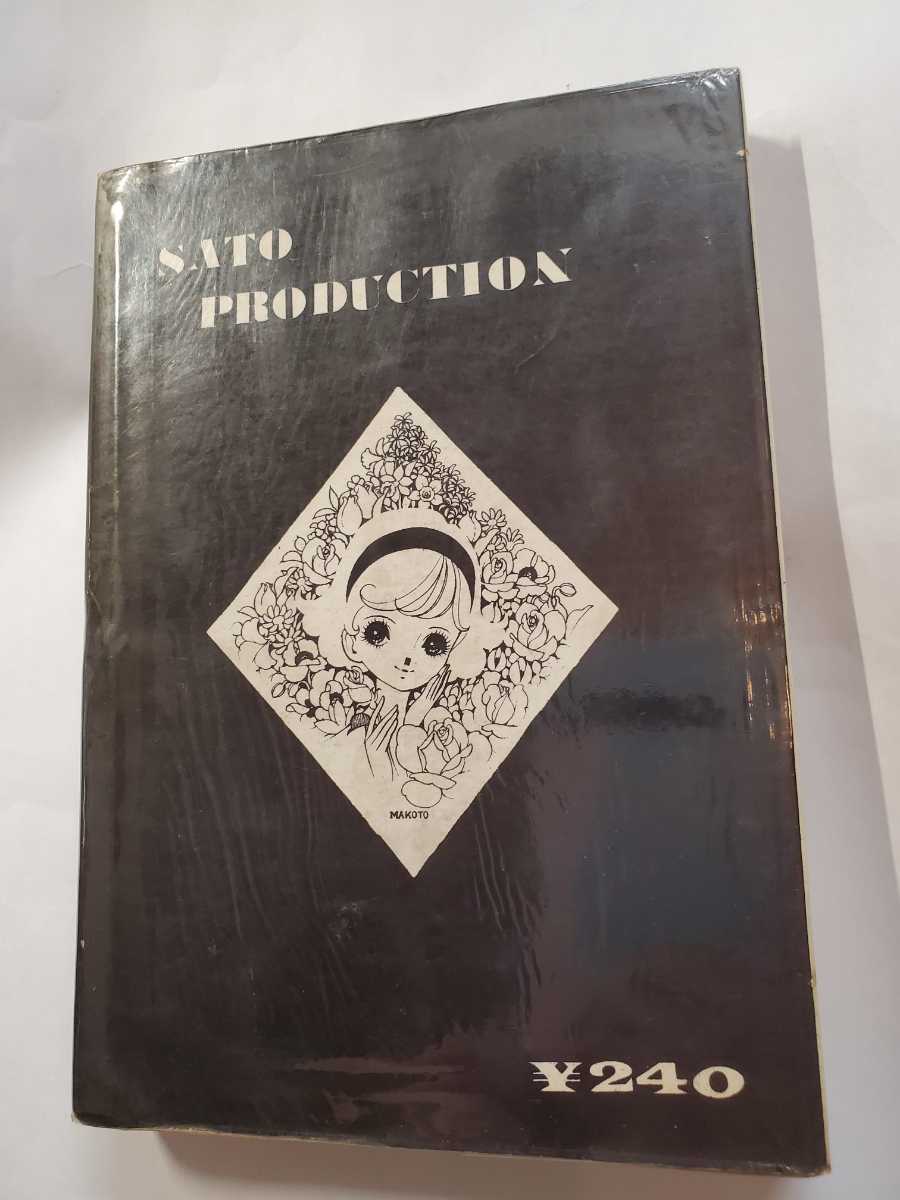 SATO
PRODUCTION
MAKOTO
¥240